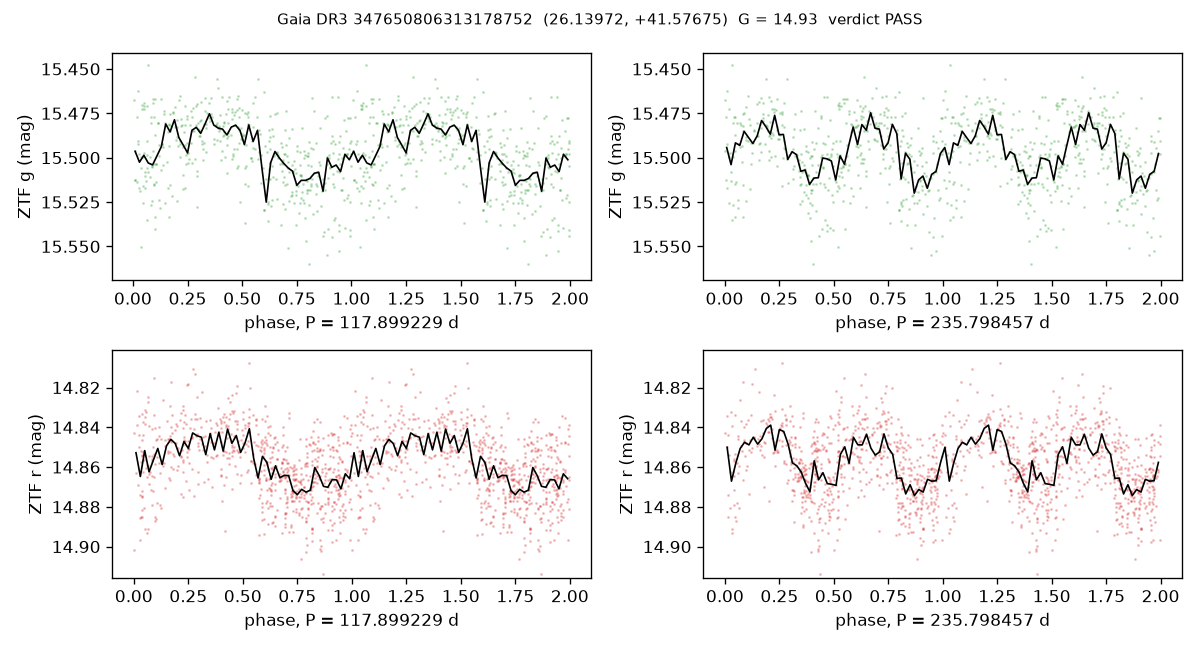 Gaia DR3 347650806313178752  (26.13972, +41.57675)  G = 14.93  verdict PASS
ZTF g (mag)
15.450
15.475
15.500
15.525
15.550
0.00 0.25 0.50 0.75 1.00 1.25 1.50 1.75 2.00
phase, P = 117.899229 d
ZTF g (mag)
15.450
15.475
15.500
15.525
15.550
0.00 0.25 0.50 0.75 1.00 1.25 1.50 1.75 2.00
phase, P = 235.798457 d
ZTF r (mag)
14.82
14.84
14.86
14.88
14.90
0.00 0.25 0.50 0.75 1.00 1.25 1.50 1.75 2.00
phase, P = 117.899229 d
ZTF r (mag)
14.82
14.84
14.86
14.88
14.90
0.00 0.25 0.50 0.75 1.00 1.25 1.50 1.75 2.00
phase, P = 235.798457 d